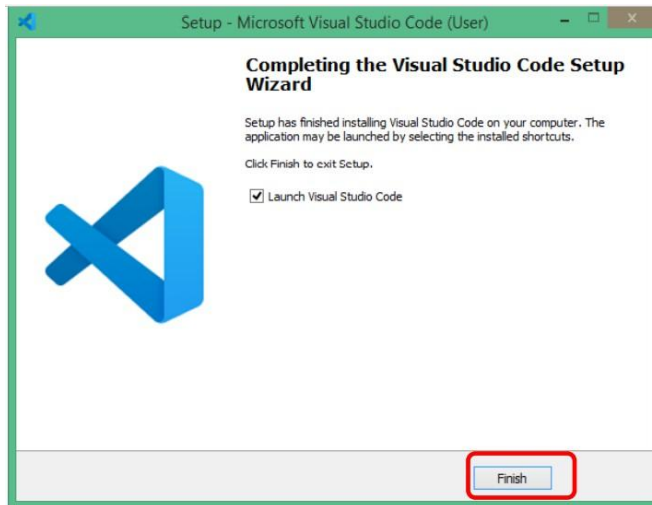 Setup - Microsoft Visual Studio Code (User)
Completing the Visual Studio Code Setup
Wizard
Setup has finished installing Visual Studio Code on your computer. The
application may be launched by selecting the installed shortcuts.
Click Finish to exit Setup.
Launch Visual Studio Code
Finish